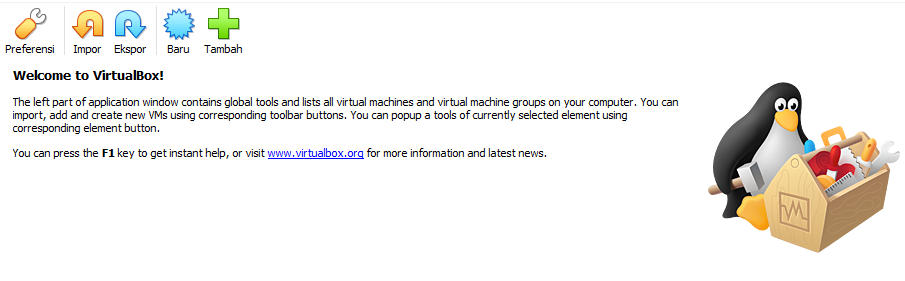 Preferensi Impor Ekspor Baru Tambah
Welcome to VirtualBox!
The left part of application window contains global tools and lists all virtual machines and virtual machine groups on your computer. You can
import, add and create new VMs using corresponding toolbar buttons. You can popup a tools of currently selected element using
corresponding element button.
You can press the F1 key to get instant help, or visit www.virtualbox.org for more information and latest news.